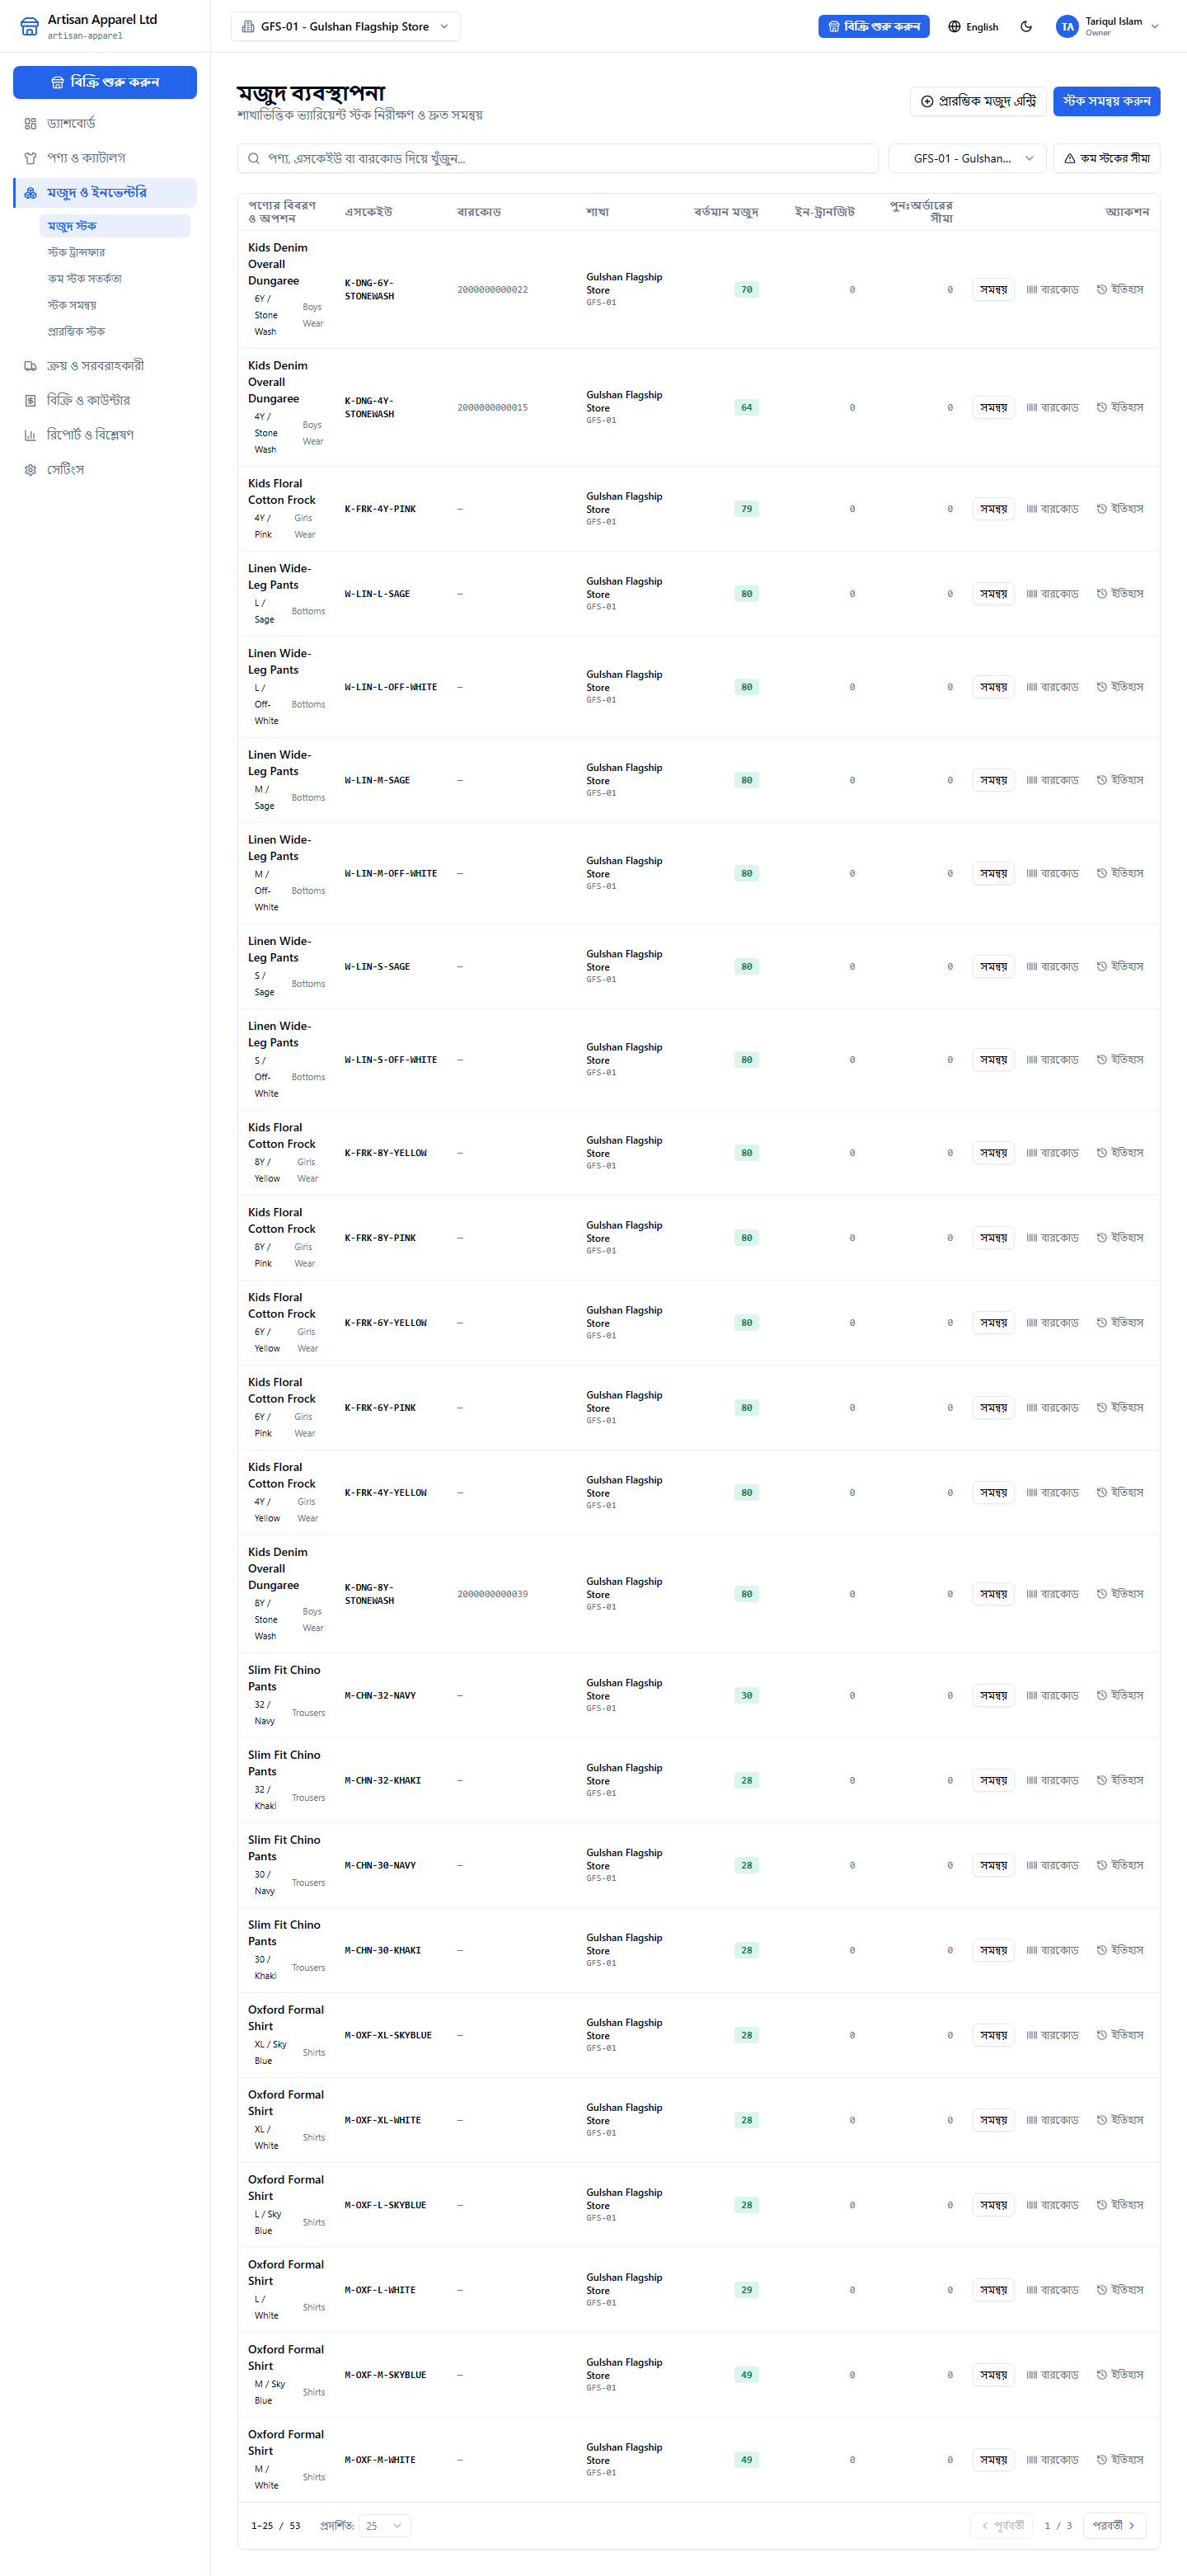 Artisan Apparel Ltd
artisan-apparel
GFS-01 - Gulshan Flagship Store
বিক্রি শুরু করুন
English
TA
Tariqul Islam
Owner
বিক্রি শুরু করুন
ড্যাশবোর্ড
পণ্য ও ক্যাটালগ
মজুদ ও ইনভেন্টরি
মজুদ স্টক
স্টক ট্রান্সফার
কম স্টক সতর্কতা
স্টক সমন্বয়
প্রারম্ভিক স্টক
ক্রয় ও সরবরাহকারী
বিক্রি ও কাউন্টার
রিপোর্ট ও বিশ্লেষণ
সেটিংস
মজুদ ব্যবস্থাপনা
শাখাভিত্তিক ভ্যারিয়েন্ট স্টক নিরীক্ষণ ও দ্রুত সমন্বয়
প্রারম্ভিক মজুদ এন্ট্রি
স্টক সমন্বয় করুন
পণ্য, এসকেইউ বা বারকোড দিয়ে খুঁজুন...
GFS-01 - Gulshan...
কম স্টকের সীমা
পণ্যের বিবরণ ও অপশন এসকেইউ বারকোড শাখা বর্তমান মজুদ ইন-ট্রানজিট পুনঃঅর্ডারের সীমা অ্যাকশন
Kids Denim Overall Dungaree 6Y / Stone Wash Boys Wear K-DNG-6Y-STONEWASH 2000000000022 Gulshan Flagship Store GFS-01 70 0 0 সমন্বয় বারকোড ইতিহাস
Kids Denim Overall Dungaree 4Y / Stone Wash Boys Wear K-DNG-4Y-STONEWASH 2000000000015 Gulshan Flagship Store GFS-01 64 0 0 সমন্বয় বারকোড ইতিহাস
Kids Floral Cotton Frock 4Y / Pink Girls Wear K-FRK-4Y-PINK — Gulshan Flagship Store GFS-01 79 0 0 সমন্বয় বারকোড ইতিহাস
Linen Wide-Leg Pants L / Sage Bottoms W-LIN-L-SAGE — Gulshan Flagship Store GFS-01 80 0 0 সমন্বয় বারকোড ইতিহাস
Linen Wide-Leg Pants L / Off-White Bottoms W-LIN-L-OFF-WHITE — Gulshan Flagship Store GFS-01 80 0 0 সমন্বয় বারকোড ইতিহাস
Linen Wide-Leg Pants M / Sage Bottoms W-LIN-M-SAGE — Gulshan Flagship Store GFS-01 80 0 0 সমন্বয় বারকোড ইতিহাস
Linen Wide-Leg Pants M / Off-White Bottoms W-LIN-M-OFF-WHITE — Gulshan Flagship Store GFS-01 80 0 0 সমন্বয় বারকোড ইতিহাস
Linen Wide-Leg Pants S / Sage Bottoms W-LIN-S-SAGE — Gulshan Flagship Store GFS-01 80 0 0 সমন্বয় বারকোড ইতিহাস
Linen Wide-Leg Pants S / Off-White Bottoms W-LIN-S-OFF-WHITE — Gulshan Flagship Store GFS-01 80 0 0 সমন্বয় বারকোড ইতিহাস
Kids Floral Cotton Frock 8Y / Yellow Girls Wear K-FRK-8Y-YELLOW — Gulshan Flagship Store GFS-01 80 0 0 সমন্বয় বারকোড ইতিহাস
Kids Floral Cotton Frock 8Y / Pink Girls Wear K-FRK-8Y-PINK — Gulshan Flagship Store GFS-01 80 0 0 সমন্বয় বারকোড ইতিহাস
Kids Floral Cotton Frock 6Y / Yellow Girls Wear K-FRK-6Y-YELLOW — Gulshan Flagship Store GFS-01 80 0 0 সমন্বয় বারকোড ইতিহাস
Kids Floral Cotton Frock 6Y / Pink Girls Wear K-FRK-6Y-PINK — Gulshan Flagship Store GFS-01 80 0 0 সমন্বয় বারকোড ইতিহাস
Kids Floral Cotton Frock 4Y / Yellow Girls Wear K-FRK-4Y-YELLOW — Gulshan Flagship Store GFS-01 80 0 0 সমন্বয় বারকোড ইতিহাস
Kids Denim Overall Dungaree 8Y / Stone Wash Boys Wear K-DNG-8Y-STONEWASH 2000000000039 Gulshan Flagship Store GFS-01 80 0 0 সমন্বয় বারকোড ইতিহাস
Slim Fit Chino Pants 32 / Navy Trousers M-CHN-32-NAVY — Gulshan Flagship Store GFS-01 30 0 0 সমন্বয় বারকোড ইতিহাস
Slim Fit Chino Pants 32 / Khaki Trousers M-CHN-32-KHAKI — Gulshan Flagship Store GFS-01 28 0 0 সমন্বয় বারকোড ইতিহাস
Slim Fit Chino Pants 30 / Navy Trousers M-CHN-30-NAVY — Gulshan Flagship Store GFS-01 28 0 0 সমন্বয় বারকোড ইতিহাস
Slim Fit Chino Pants 30 / Khaki Trousers M-CHN-30-KHAKI — Gulshan Flagship Store GFS-01 28 0 0 সমন্বয় বারকোড ইতিহাস
Oxford Formal Shirt XL / Sky Blue Shirts M-OXF-XL-SKYBLUE — Gulshan Flagship Store GFS-01 28 0 0 সমন্বয় বারকোড ইতিহাস
Oxford Formal Shirt XL / White Shirts M-OXF-XL-WHITE — Gulshan Flagship Store GFS-01 28 0 0 সমন্বয় বারকোড ইতিহাস
Oxford Formal Shirt L / Sky Blue Shirts M-OXF-L-SKYBLUE — Gulshan Flagship Store GFS-01 28 0 0 সমন্বয় বারকোড ইতিহাস
Oxford Formal Shirt L / White Shirts M-OXF-L-WHITE — Gulshan Flagship Store GFS-01 29 0 0 সমন্বয় বারকোড ইতিহাস
Oxford Formal Shirt M / Sky Blue Shirts M-OXF-M-SKYBLUE — Gulshan Flagship Store GFS-01 49 0 0 সমন্বয় বারকোড ইতিহাস
Oxford Formal Shirt M / White Shirts M-OXF-M-WHITE — Gulshan Flagship Store GFS-01 49 0 0 সমন্বয় বারকোড ইতিহাস
1–25 / 53 প্রদর্শিত: 25 পূর্ববর্তী 1 / 3 পরবর্তী